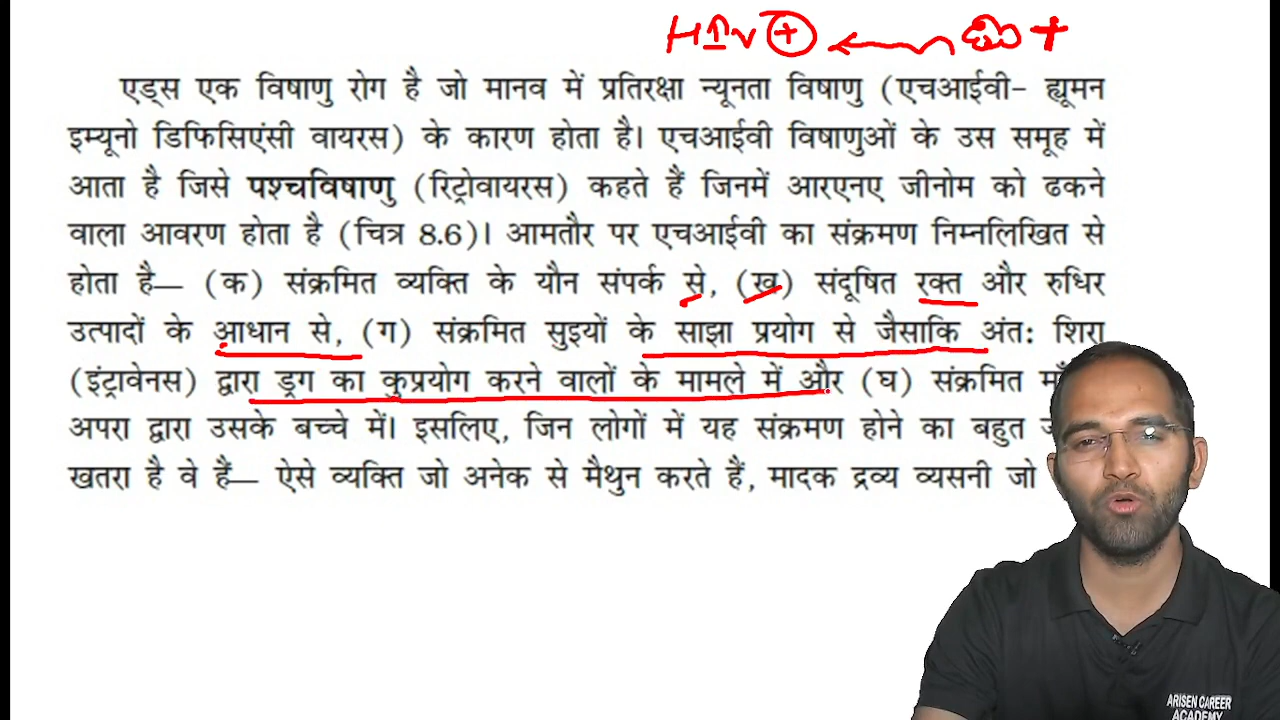 HIV +
+
एड्स एक विषाणु रोग है जो मानव में प्रतिरक्षा न्यूनता विषाणु (एचआईवी– ह्यूमन
इम्यूनो डिफिसिएंसी वायरस) के कारण होता है। एचआईवी विषाणुओं के उस समूह में
आता है जिसे पश्चविषाणु (रिट्रोवायरस) कहते हैं जिनमें आरएनए जीनोम को ढकने
वाला आवरण होता है (चित्र 8.6)। आमतौर पर एचआईवी का संक्रमण निम्नलिखित से
होता है— (क) संक्रमित व्यक्ति के यौन संपर्क से, (ख) संदूषित रक्त और रुधिर
उत्पादों के आधान से, (ग) संक्रमित सुइयों के साझा प्रयोग से जैसाकि अंत: शिरा
(इंट्रावेनस) द्वारा ड्रग का कुप्रयोग करने वालों के मामले में और (घ) संक्रमित
अपरा द्वारा उसके बच्चे में। इसलिए, जिन लोगों में यह संक्रमण होने का बहुत
खतरा है वे हैं— ऐसे व्यक्ति जो अनेक से मैथुन करते हैं, मादक द्रव्य व्यसनी जो
ARISEN CAREER
ACADEMY